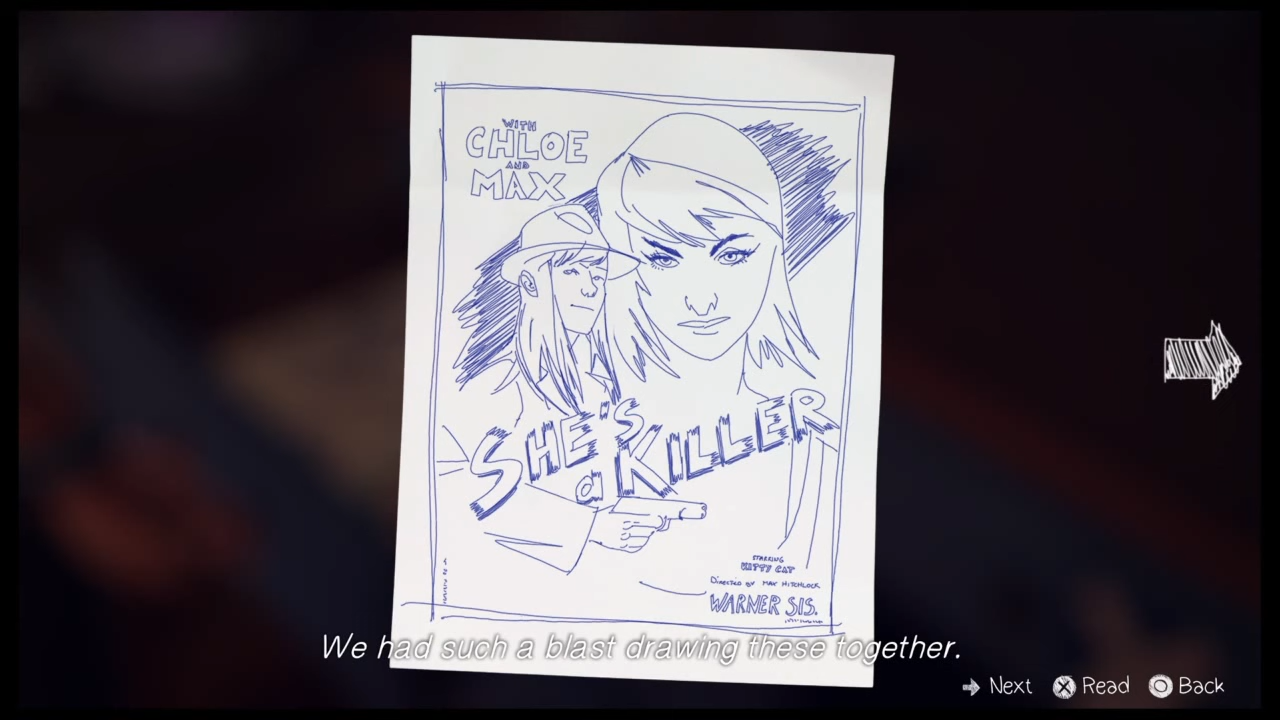 WITH
CHLOE
AND
MAX
SHE'S
a KILLER
STARRING
KITTY CAT
DIRECTED BY MAX HITCHLOCK
WARNER SIS.
We had such a blast drawing these together.
Next Read Back